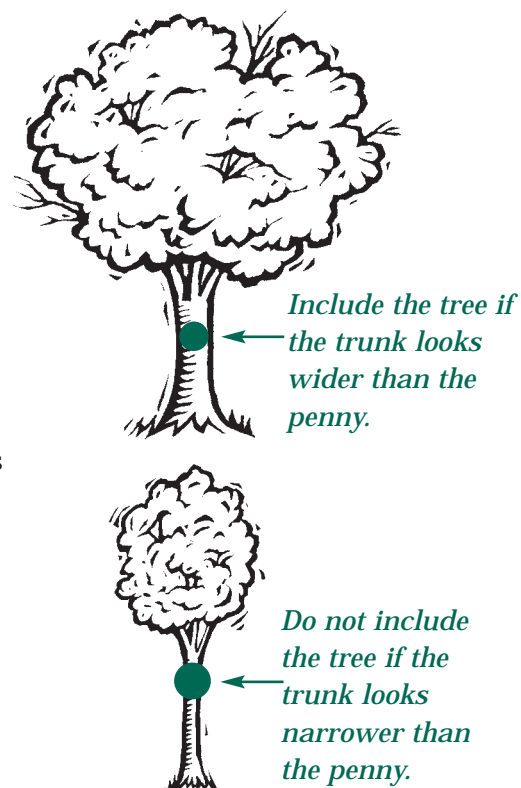 Include the tree if
the trunk looks
wider than the
penny.
s
Do not include
the tree if the
trunk looks
narrower than
the penny.